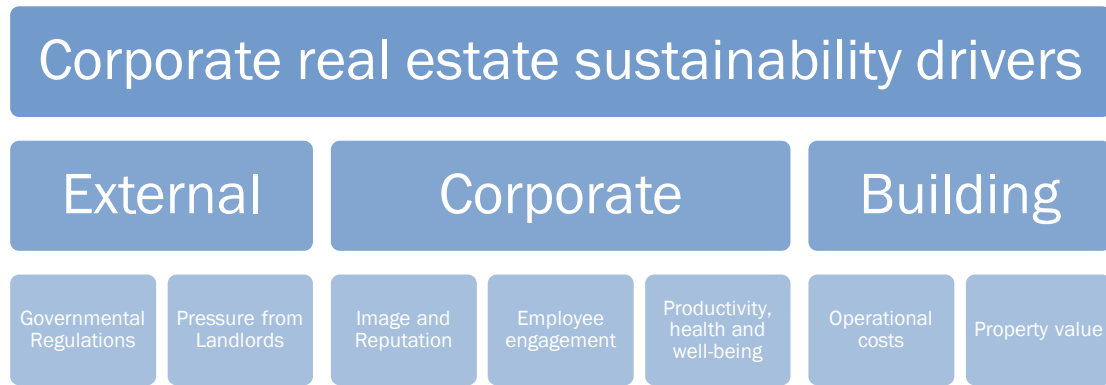 Corporate real estate sustainability drivers
External
Corporate
Building
Governmental
Regulations
Pressure from
Landlords
Image and
Reputation
Employee
engagement
Productivity,
health and
well-being
Operational
costs
Property value